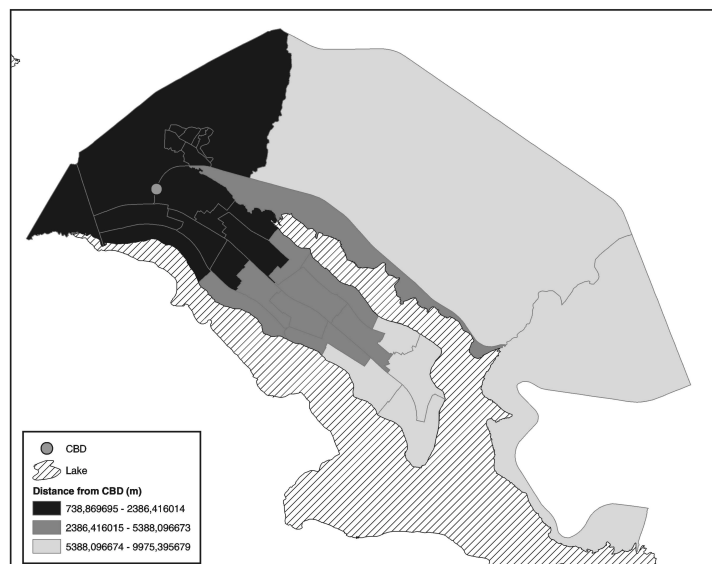 CBD
Lake
Distance from CBD (m)
738,869695 - 2386,416014
2386,416015 - 5388,096673
5388,096674 - 9975,395679